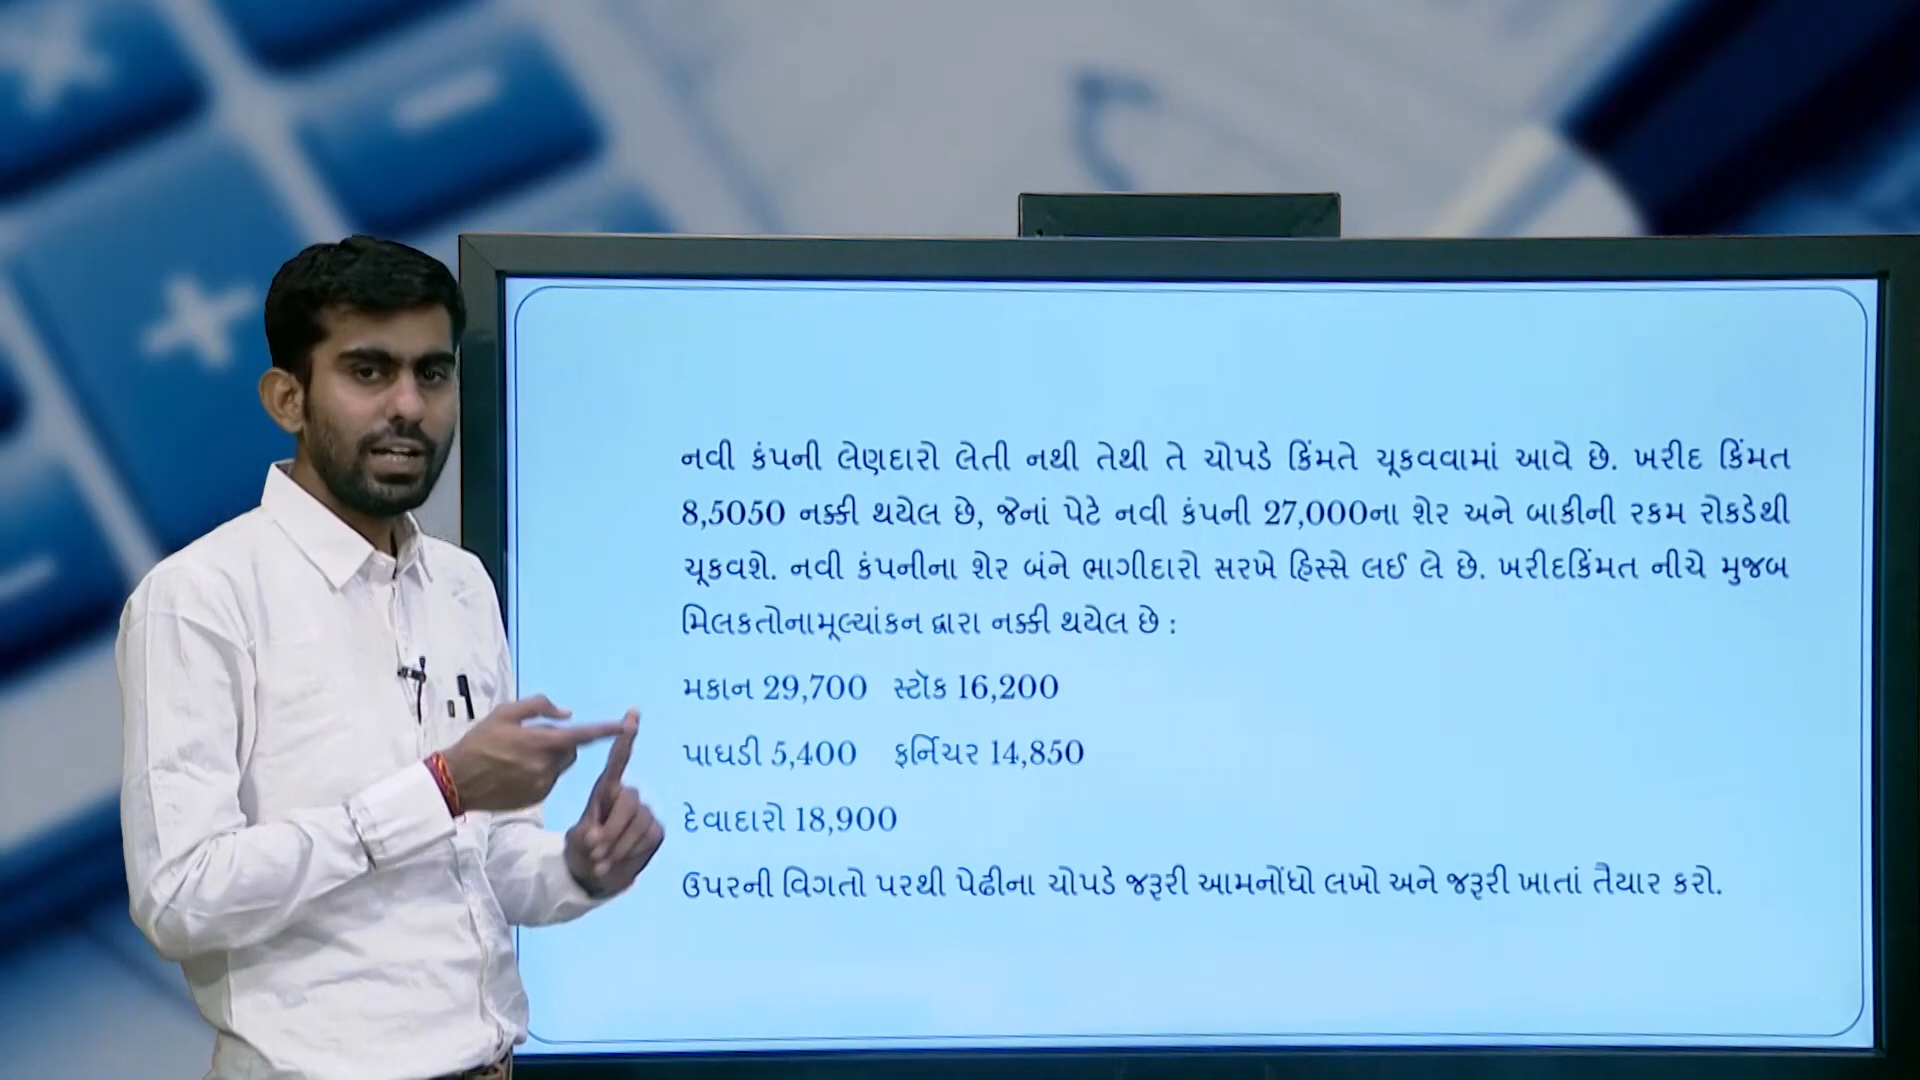 નવી કંપની લેણદારો લેતી નથી તેથી તે ચોપડે કિંમતે ચૂકવવામાં આવે છે. ખરીદ કિંમત
8,5050 નક્કી થયેલ છે, જેનાં પેટે નવી કંપની 27,000ના શેર અને બાકીની રકમ રોકડેથી
ચૂકવશે. નવી કંપનીના શેર બંને ભાગીદારો સરખે હિસ્સે લઈ લે છે. ખરીદકિંમત નીચે મુજબ
મિલકતોનામૂલ્યાંકન દ્વારા નક્કી થયેલ છે :
મકાન 29,700 સ્ટૉક 16,200
પાઘડી 5,400 ફર્નિચર 14,850
દેવાદારો 18,900
ઉપરની વિગતો પરથી પેઢીના ચોપડે જરૂરી આમનોંધો લખો અને જરૂરી ખાતાં તૈયાર કરો.